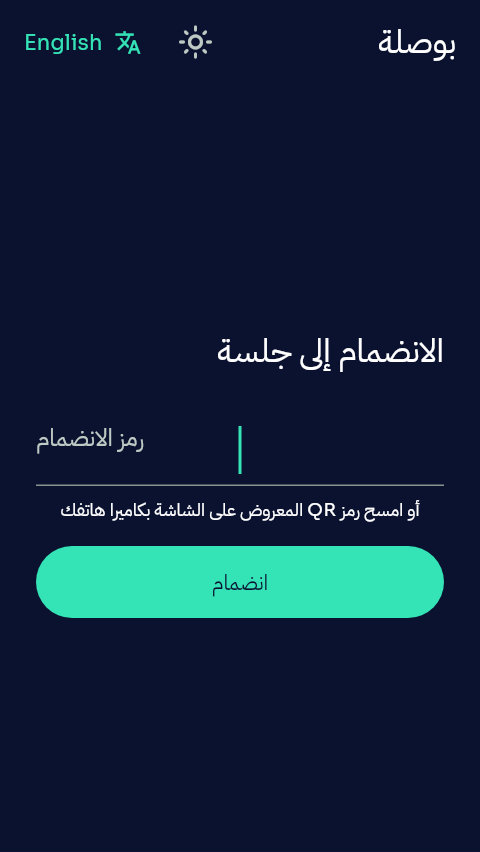 بوصلة
English
الانضمام إلى جلسة
رمز الانضمام
أو امسح رمز QR المعروض على الشاشة بكاميرا هاتفك
انضمام